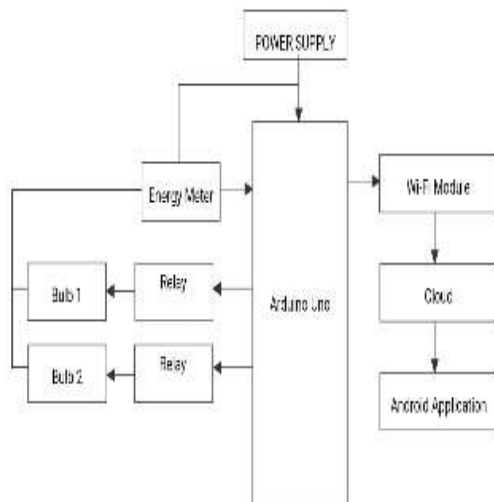 POWER SUPPLY
Energy Meter
Wi-Fi Module
Arduino Uno
Bulb 1
Relay
Cloud
Bulb 2
Relay
Android Application